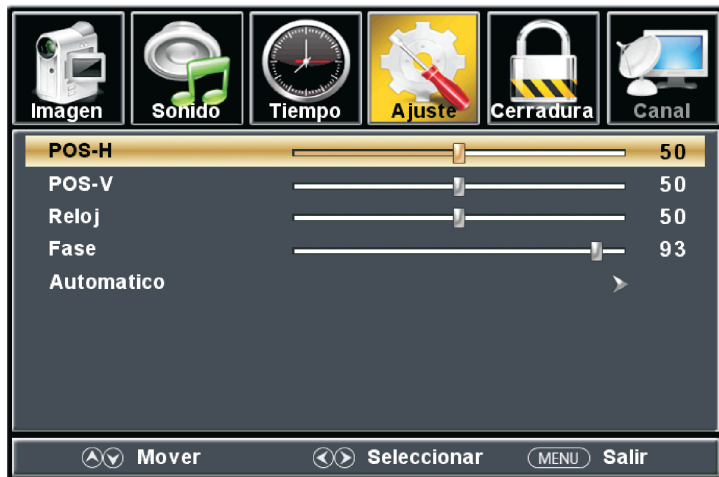 Imagen Sonido Tiempo Ajuste Cerradura Canal
POS-H 50
POS-V 50
Reloj 50
Fase 93
Automatico
Mover Seleccionar MENU Salir